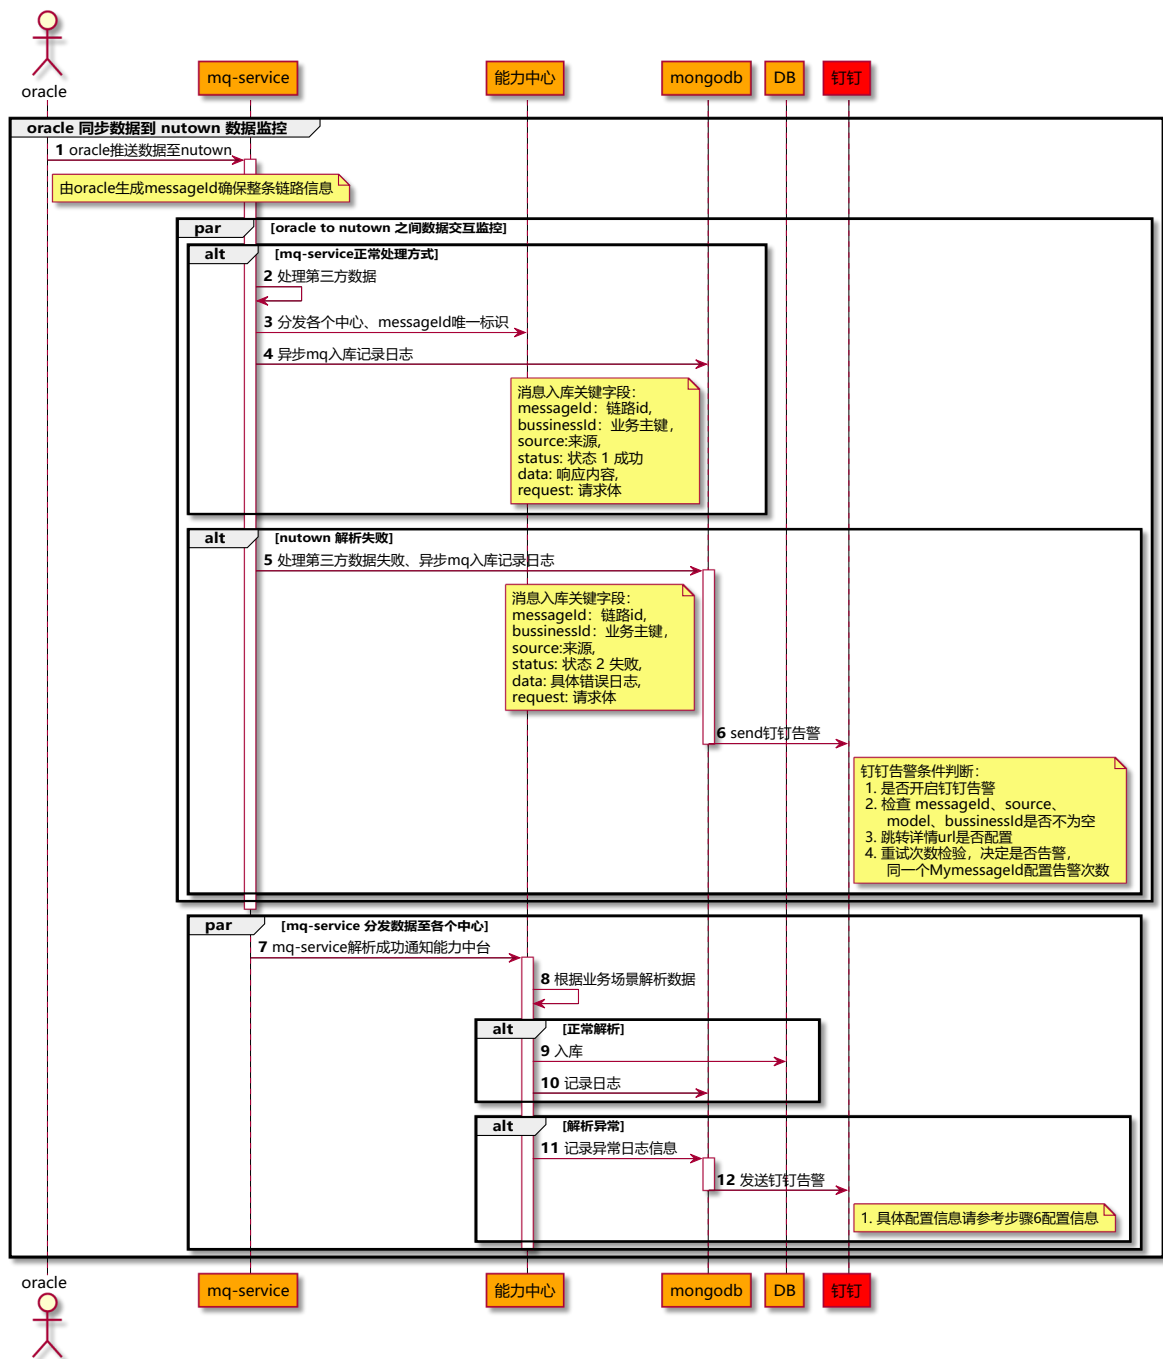 oracle
mq-service
能力中心
mongodb
DB
钉钉
oracle 同步数据到 nutown 数据监控
1 oracle推送数据至nutown
由oracle生成messageId确保整条链路信息
par [oracle to nutown 之间数据交互监控]
alt [mq-service正常处理方式]
2 处理第三方数据
3 分发各个中心、messageId唯一标识
4 异步mq入库记录日志
消息入库关键字段：
messageId：链路id,
bussinessId：业务主键，
source:来源,
status: 状态 1 成功
data: 响应内容,
request: 请求体
alt [nutown 解析失败]
5 处理第三方数据失败、异步mq入库记录日志
消息入库关键字段：
messageId：链路id,
bussinessId：业务主键，
source:来源,
status: 状态 2 失败,
data: 具体错误日志,
request: 请求体
6 send钉钉告警
钉钉告警条件判断：
1. 是否开启钉钉告警
2. 检查 messageId、source、
model、bussinessId是否不为空
3. 跳转详情url是否配置
4. 重试次数检验，决定是否告警，
同一个MymessageId配置告警次数
par [mq-service 分发数据至各个中心]
7 mq-service解析成功通知能力中台
8 根据业务场景解析数据
alt [正常解析]
9 入库
10 记录日志
alt [解析异常]
11 记录异常日志信息
12 发送钉钉告警
1. 具体配置信息请参考步骤6配置信息
oracle
mq-service
能力中心
mongodb
DB
钉钉